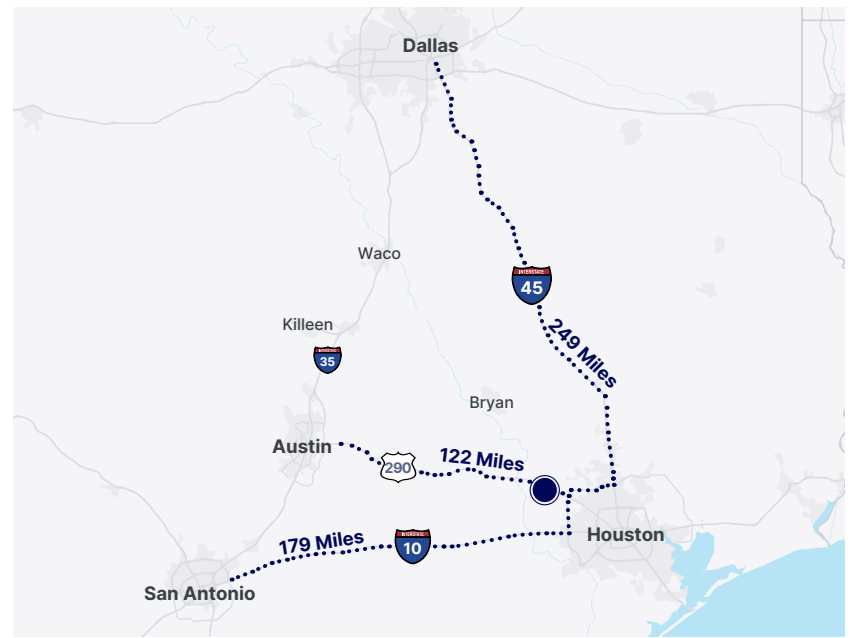 Dallas
Waco
INTERSTATE
45
Killeen
249 Miles
INTERSTATE
35
Bryan
Austin
122 Miles
290
Houston
179 Miles
INTERSTATE
10
San Antonio